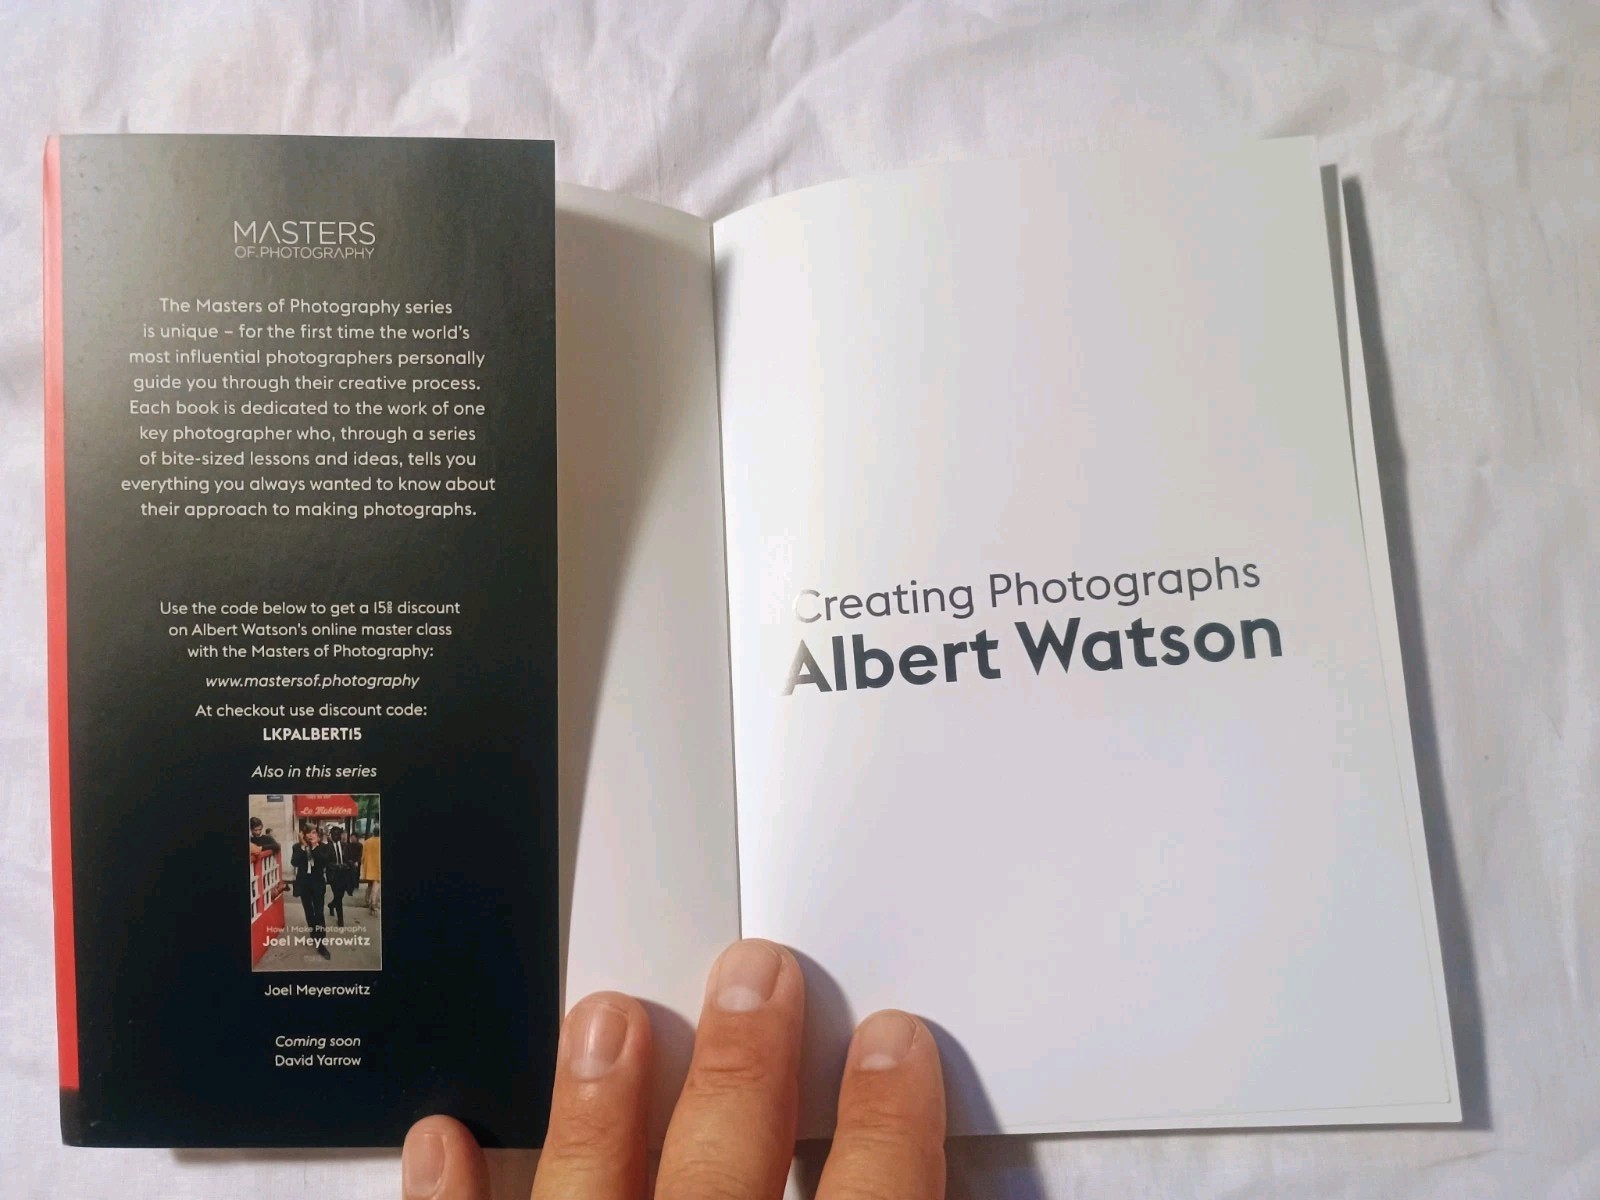 MASTERS
OF PHOTOGRAPHY
The Masters of Photography series
is unique – for the first time the world's
most influential photographers personally
guide you through their creative process.
Each book is dedicated to the work of one
key photographer who, through a series
of bite-sized lessons and ideas, tells you
everything you always wanted to know about
their approach to making photographs.
Use the code below to get a 15% discount
on Albert Watson's online master class
with the Masters of Photography:
www.mastersof.photography
At checkout use discount code:
LKPALBERT15
Also in this series
Le Mabillon
How I Make Photographs
Joel Meyerowitz
Joel Meyerowitz
Coming soon
David Yarrow
Creating Photographs
Albert Watson